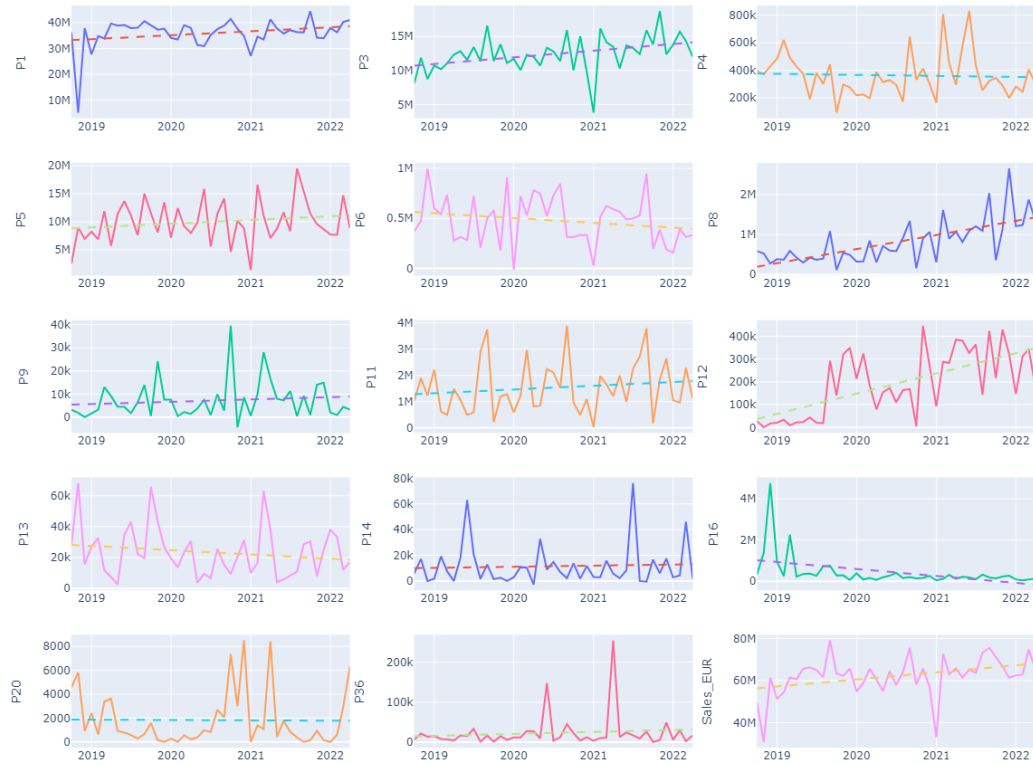 P1
40M
30M
20M
10M
2019 2020 2021 2022
P3
15M
10M
5M
2019 2020 2021 2022
P4
800k
600k
400k
200k
2019 2020 2021 2022
P5
20M
15M
10M
5M
2019 2020 2021 2022
P6
1M
0.5M
0
2019 2020 2021 2022
P8
2M
1M
0
2019 2020 2021 2022
P9
40k
30k
20k
10k
0
2019 2020 2021 2022
P11
4M
3M
2M
1M
0
2019 2020 2021 2022
P12
400k
300k
200k
100k
0
2019 2020 2021 2022
P13
60k
40k
20k
0
2019 2020 2021 2022
P14
80k
60k
40k
20k
0
2019 2020 2021 2022
P16
4M
2M
0
2019 2020 2021 2022
P20
8000
6000
4000
2000
0
2019 2020 2021 2022
P36
200k
100k
0
2019 2020 2021 2022
Sales_EUR
80M
60M
40M
2019 2020 2021 2022